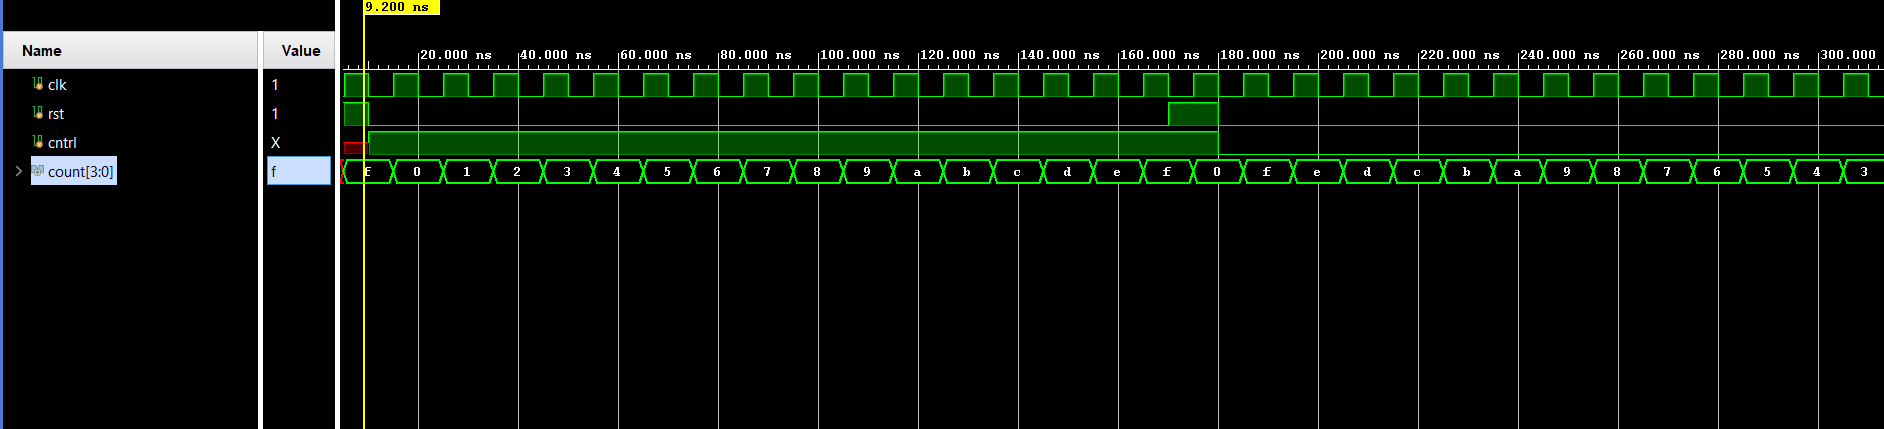 9.200 ns
Name Value
20.000 ns 40.000 ns 60.000 ns 80.000 ns 100.000 ns 120.000 ns 140.000 ns 160.000 ns 180.000 ns 200.000 ns 220.000 ns 240.000 ns 260.000 ns 280.000 ns 300.000
clk 1
rst 1
cntrl X
count[3:0] f f 0 1 2 3 4 5 6 7 8 9 a b c d e f 0 f e d c b a 9 8 7 6 5 4 3